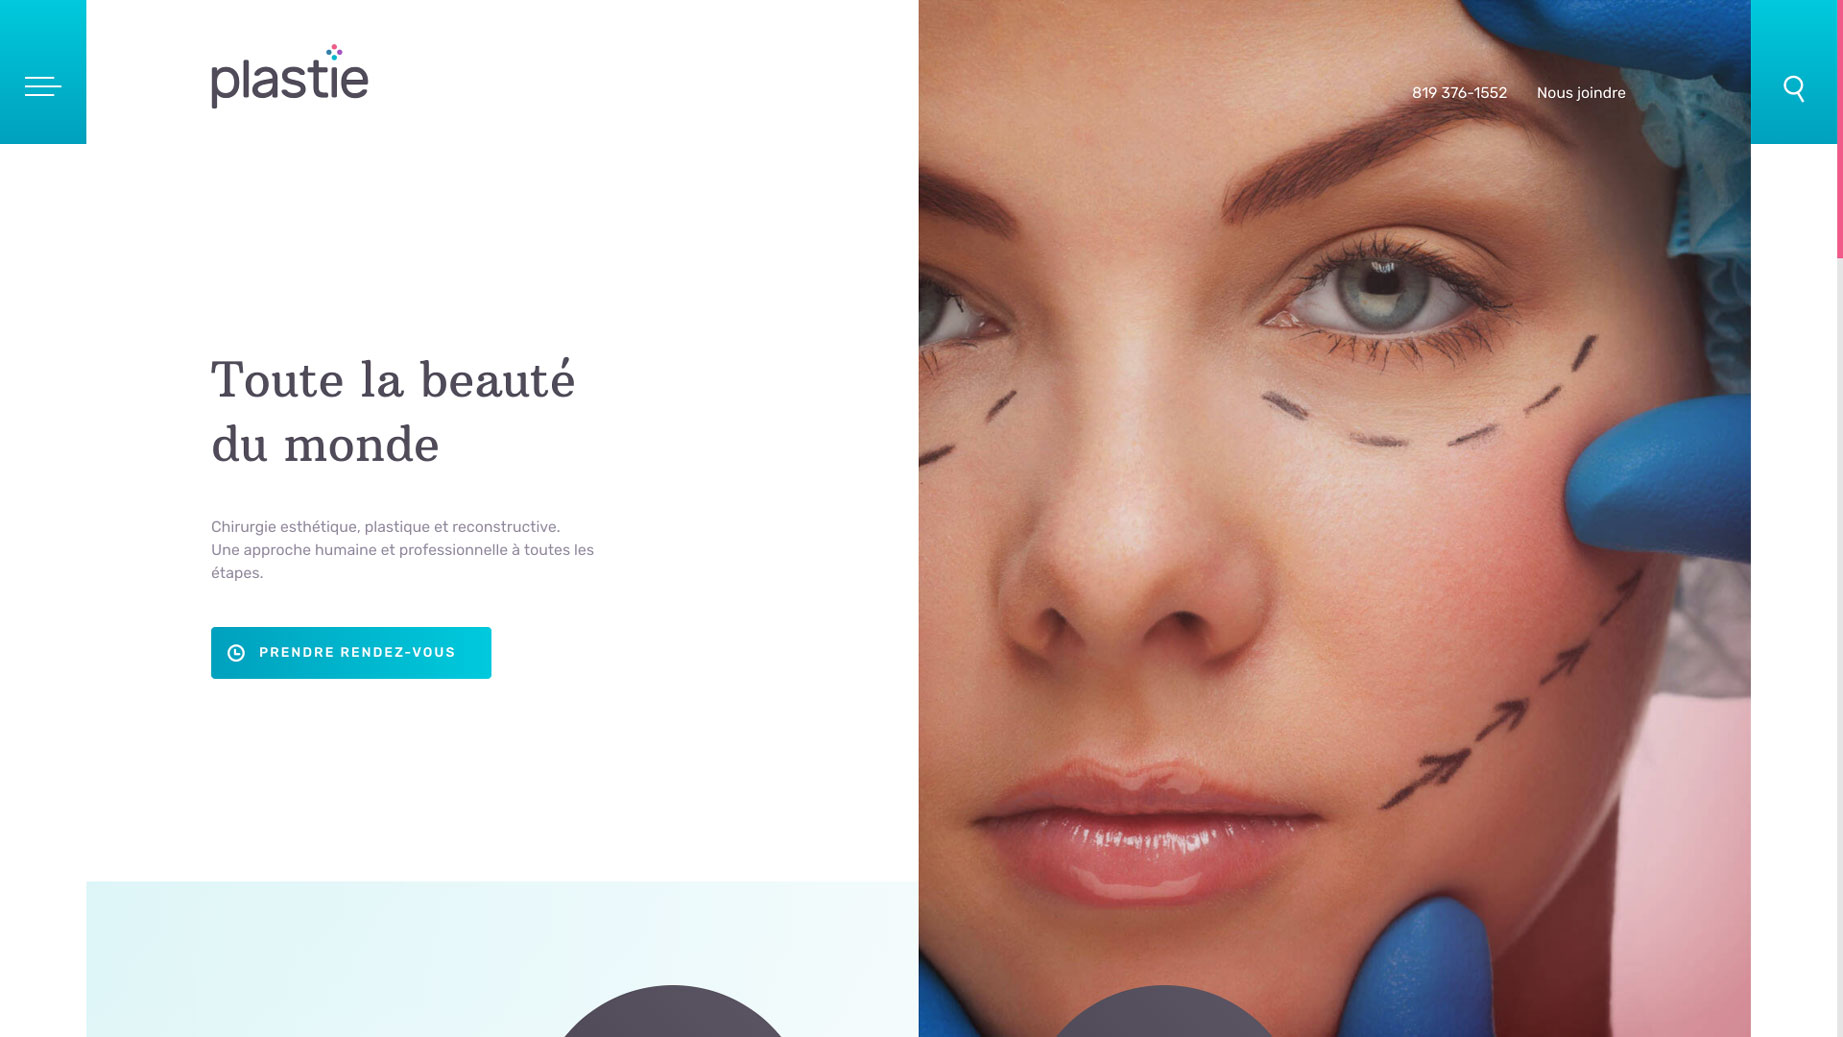 plastie
819 376-1552
Nous joindre
Toute la beauté
du monde
Chirurgie esthétique, plastique et reconstructive.
Une approche humaine et professionnelle à toutes les
étapes.
PRENDRE RENDEZ-VOUS